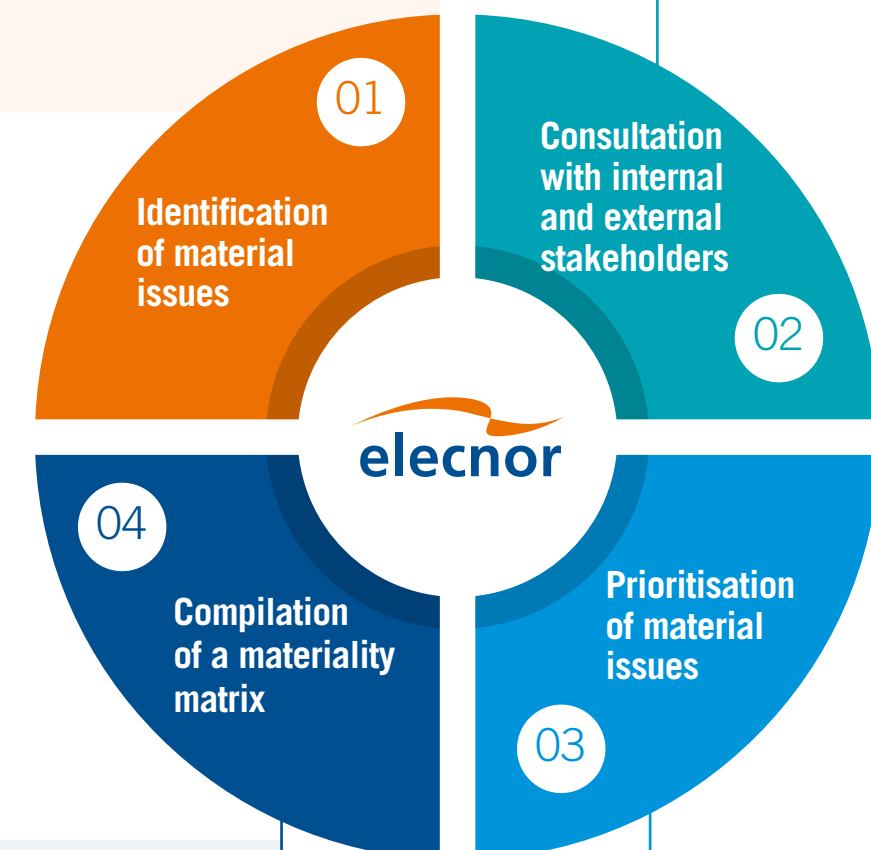 01
Identification
of material
issues
Consultation
with internal
and external
stakeholders
02
elecnor
Prioritisation
of material
issues
03
04
Compilation
of a materiality
matrix